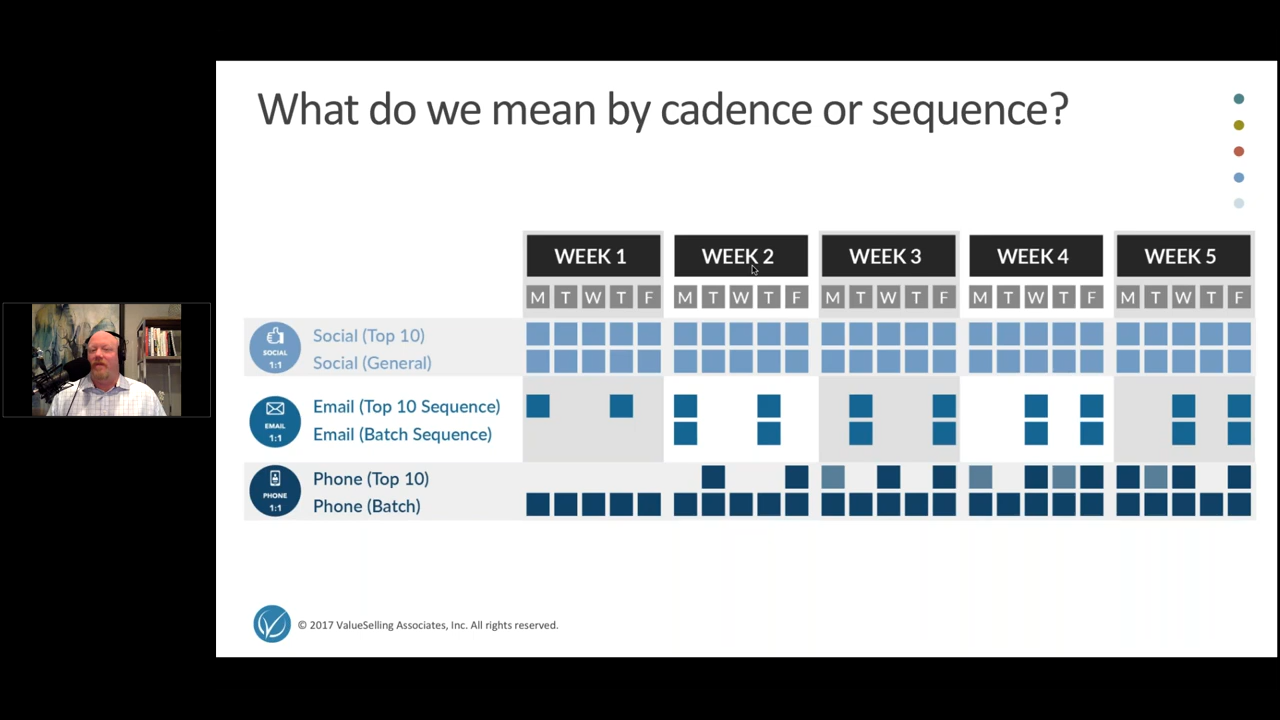 What do we mean by cadence or sequence?
WEEK 1 WEEK 2 WEEK 3 WEEK 4 WEEK 5
M T W T F M T W T F M T W T F M T W T F M T W T F
SOCIAL
1:1
Social (Top 10)
Social (General)
EMAIL
1:1
Email (Top 10 Sequence)
Email (Batch Sequence)
PHONE
1:1
Phone (Top 10)
Phone (Batch)
© 2017 ValueSelling Associates, Inc. All rights reserved.